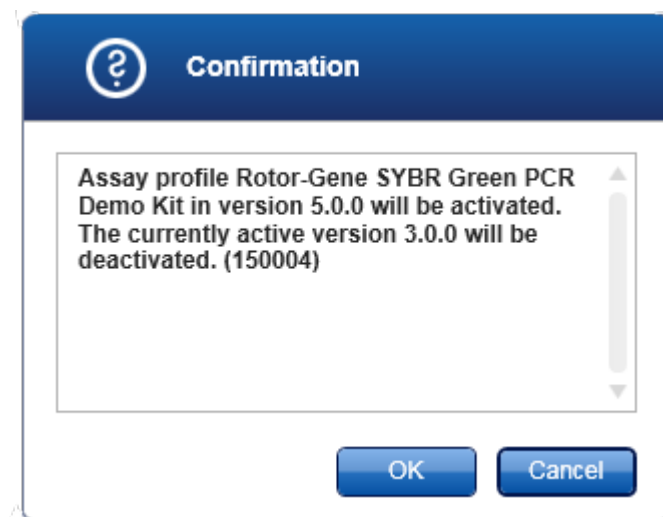 Confirmation
Assay profile Rotor-Gene SYBR Green PCR
Demo Kit in version 5.0.0 will be activated.
The currently active version 3.0.0 will be
deactivated. (150004)
OK
Cancel